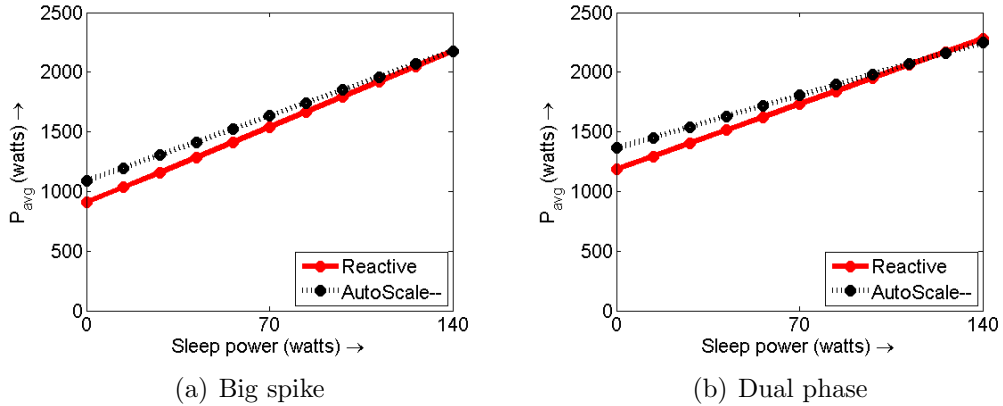 2500
2000
1500
1000
500
0
P_avg (watts) →
0
70
140
Sleep power (watts) →
Reactive
AutoScale--
(a) Big spike
2500
2000
1500
1000
500
0
P_avg (watts) →
0
70
140
Sleep power (watts) →
Reactive
AutoScale--
(b) Dual phase